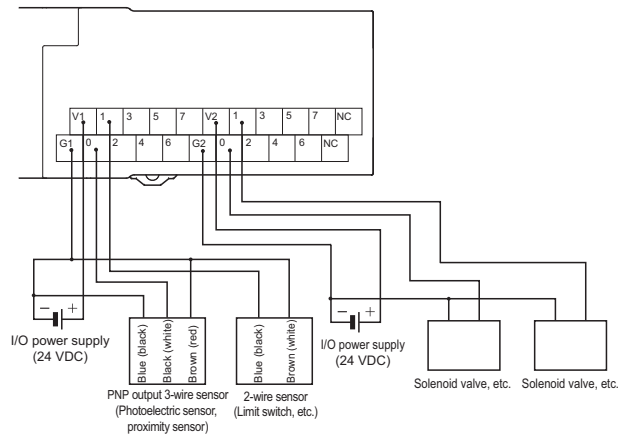 V1 1 3 5 7 V2 1 3 5 7 NC
G1 0 2 4 6 G2 0 2 4 6 NC
− +
I/O power supply
(24 VDC)
Blue (black)
Black (white)
Brown (red)
PNP output 3-wire sensor
(Photoelectric sensor,
proximity sensor)
Blue (black)
Brown (white)
2-wire sensor
(Limit switch, etc.)
− +
I/O power supply
(24 VDC)
Solenoid valve, etc.
Solenoid valve, etc.